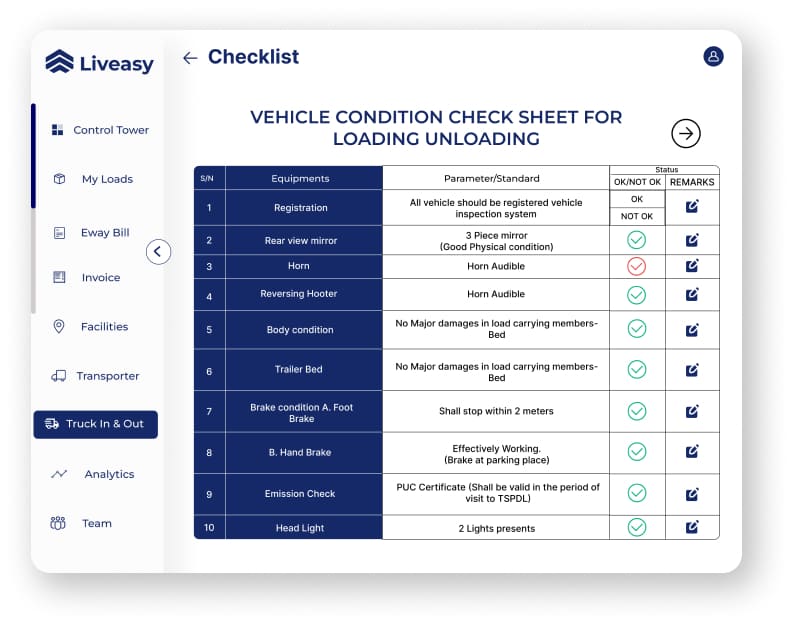 Liveasy
Checklist
Control Tower
My Loads
Eway Bill
Invoice
Facilities
Transporter
Truck In & Out
Analytics
Team
VEHICLE CONDITION CHECK SHEET FOR
LOADING UNLOADING
S/N
Equipments
Parameter/Standard
Status
OK/NOT OK
REMARKS
1
Registration
All vehicle should be registered vehicle
inspection system
OK
NOT OK
2
Rear view mirror
3 Piece mirror
(Good Physical condition)
3
Horn
Horn Audible
4
Reversing Hooter
Horn Audible
5
Body condition
No Major damages in load carrying members-
Bed
6
Trailer Bed
No Major damages in load carrying members-
Bed
7
Brake condition A. Foot
Brake
Shall stop within 2 meters
8
B. Hand Brake
Effectively Working.
(Brake at parking place)
9
Emission Check
PUC Certificate (Shall be valid in the period of
visit to TSPDL)
10
Head Light
2 Lights presents